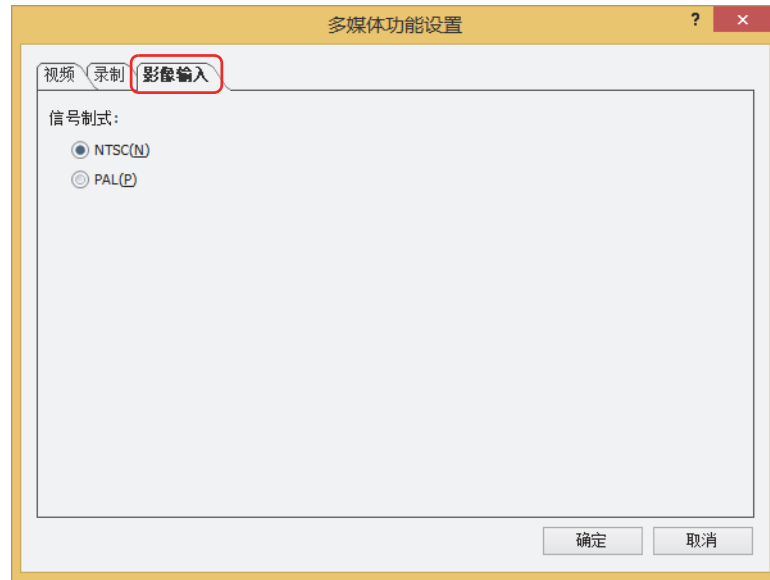 多媒体功能设置
?
×
视频 录制 影像输入
信号制式:
NTSC(N)
PAL(P)
确定 取消